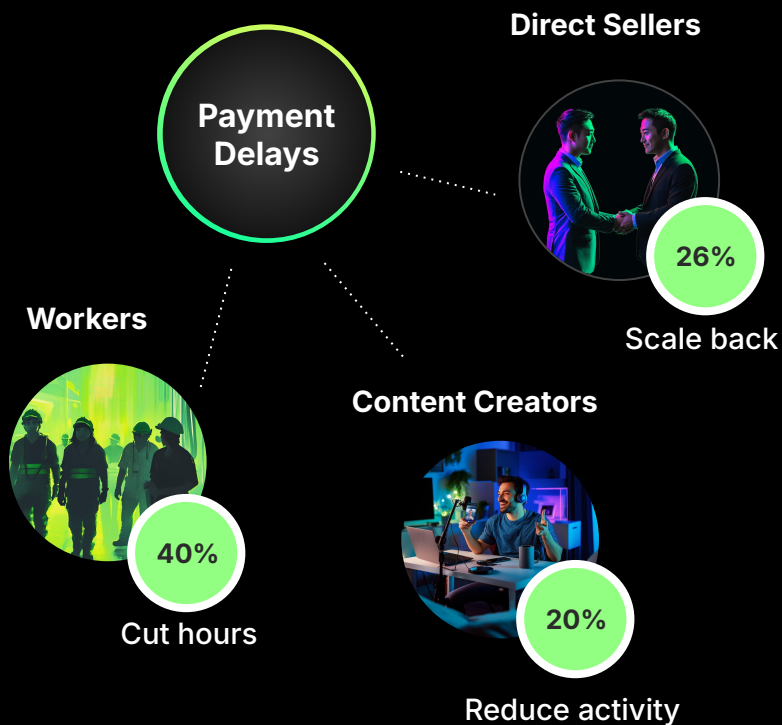 Direct Sellers
Payment
Delays
26%
Scale back
Workers
40%
Cut hours
Content Creators
20%
Reduce activity